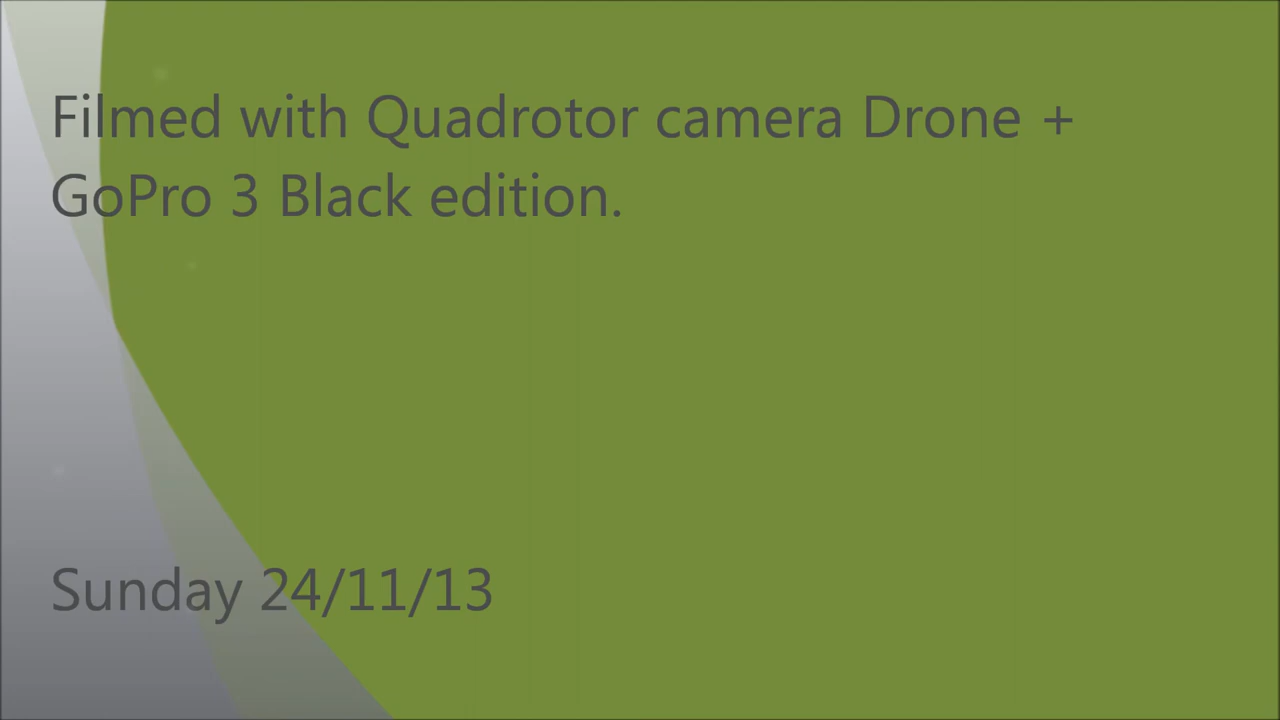 Filmed with Quadrotor camera Drone +
GoPro 3 Black edition.
Sunday 24/11/13